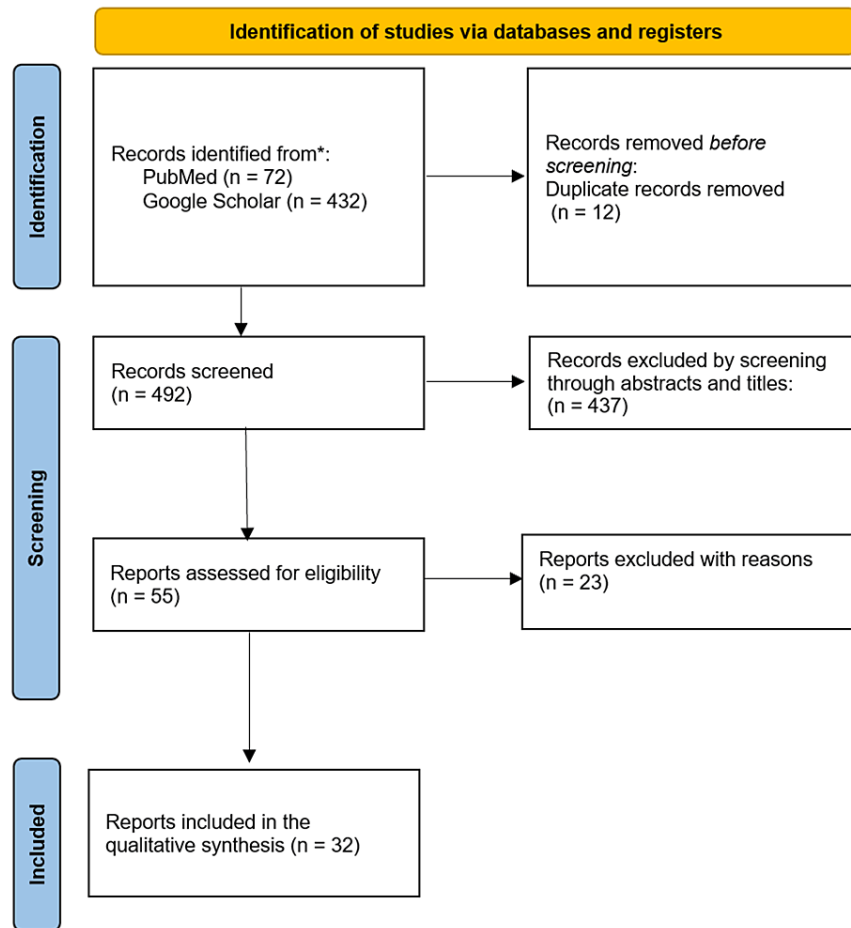 Identification of studies via databases and registers
Identification
Records identified from*:
PubMed (n = 72)
Google Scholar (n = 432)
Records removed before
screening:
Duplicate records removed
(n = 12)
Screening
Records screened
(n = 492)
Records excluded by screening
through abstracts and titles:
(n = 437)
Reports assessed for eligibility
(n = 55)
Reports excluded with reasons
(n = 23)
Included
Reports included in the
qualitative synthesis (n = 32)